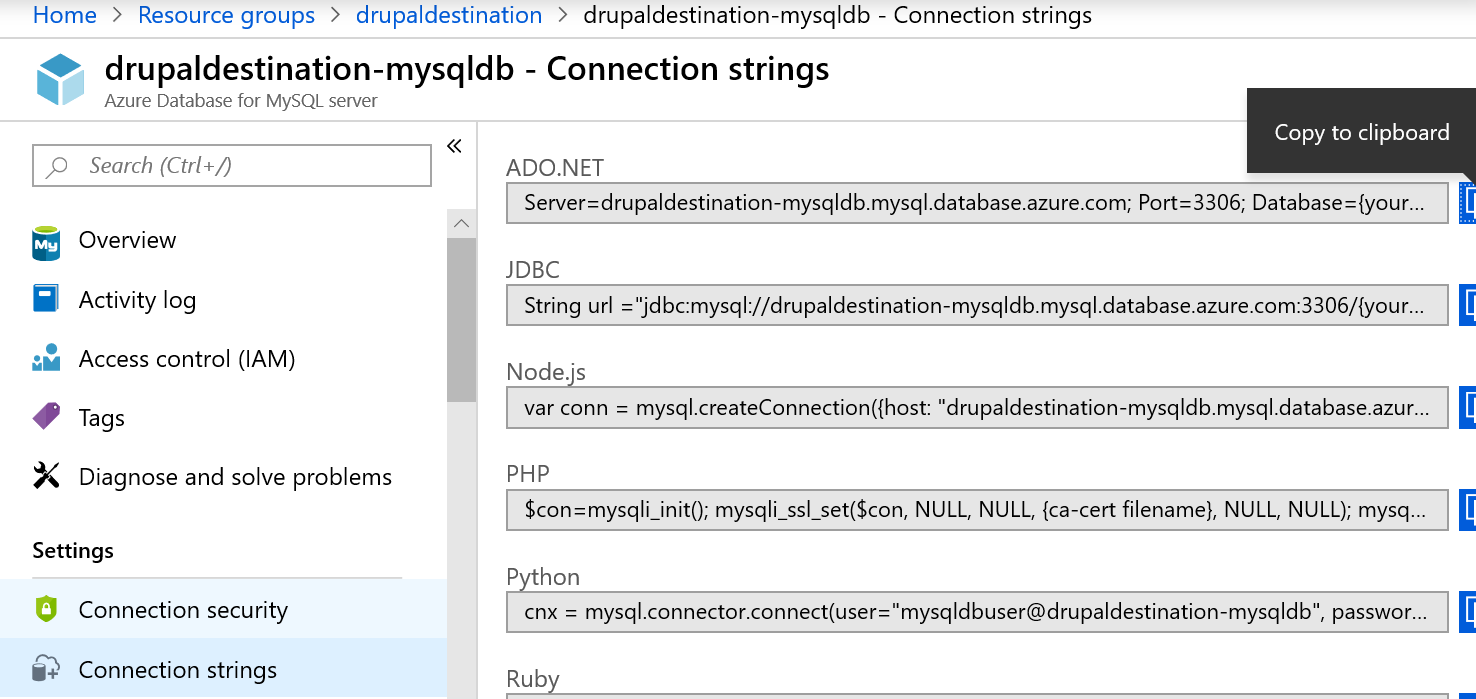 Home > Resource groups > drupaldestination > drupaldestination-mysqldb - Connection strings
drupaldestination-mysqldb - Connection strings
Azure Database for MySQL server
Copy to clipboard
Search (Ctrl+/)
«
My
Overview
Activity log
Access control (IAM)
Tags
Diagnose and solve problems
Settings
Connection security
Connection strings
ADO.NET
Server=drupaldestination-mysqldb.mysql.database.azure.com; Port=3306; Database={your...
JDBC
String url ="jdbc:mysql://drupaldestination-mysqldb.mysql.database.azure.com:3306/{your...
Node.js
var conn = mysql.createConnection({host: "drupaldestination-mysqldb.mysql.database.azur...
PHP
$con=mysqli_init(); mysqli_ssl_set($con, NULL, NULL, {ca-cert filename}, NULL, NULL); mysq...
Python
cnx = mysql.connector.connect(user="mysqldbuser@drupaldestination-mysqldb", passwor...
Ruby